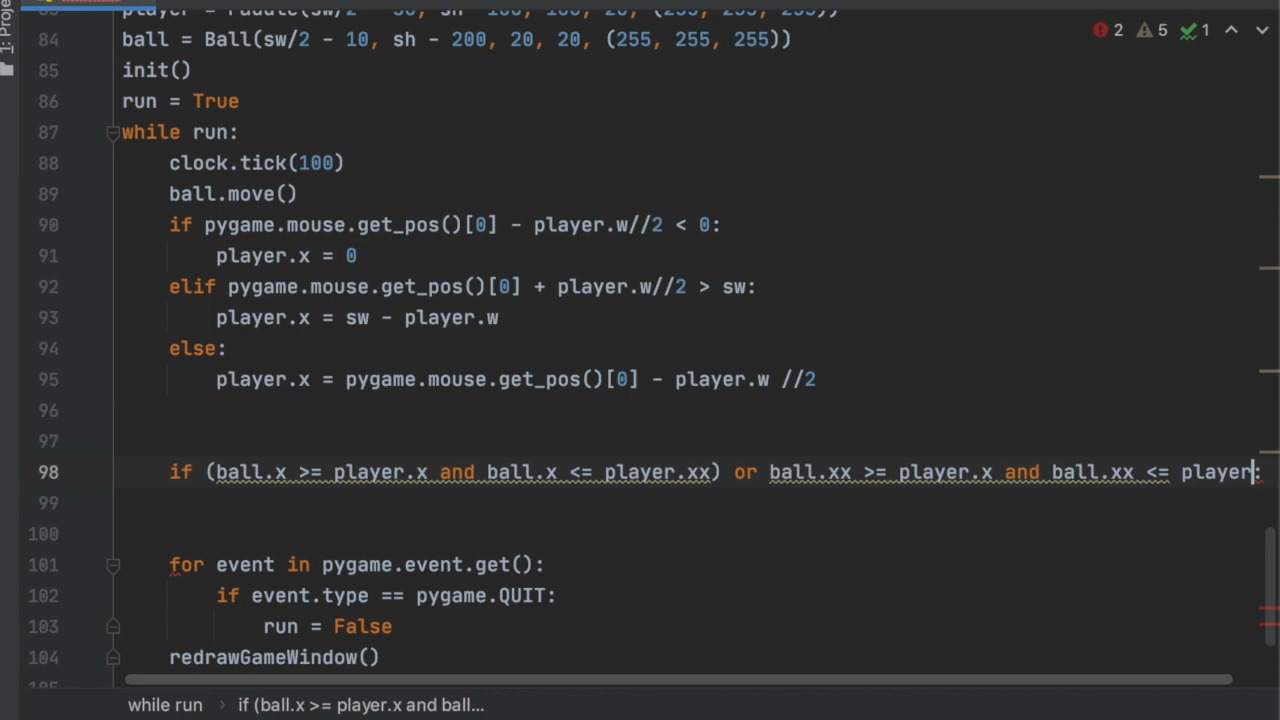 1: Proje
84 ball = Ball(sw/2 - 10, sh - 200, 20, 20, (255, 255, 255))
2 5 1
85 init()
86 run = True
87 while run:
88 clock.tick(100)
89 ball.move()
90 if pygame.mouse.get_pos()[0] - player.w//2 < 0:
91 player.x = 0
92 elif pygame.mouse.get_pos()[0] + player.w//2 > sw:
93 player.x = sw - player.w
94 else:
95 player.x = pygame.mouse.get_pos()[0] - player.w //2
96
97
98 if (ball.x >= player.x and ball.x <= player.xx) or ball.xx >= player.x and ball.xx <= player:
99
100
101 for event in pygame.event.get():
102 if event.type == pygame.QUIT:
103 run = False
104 redrawGameWindow()
while run › if (ball.x >= player.x and ball...